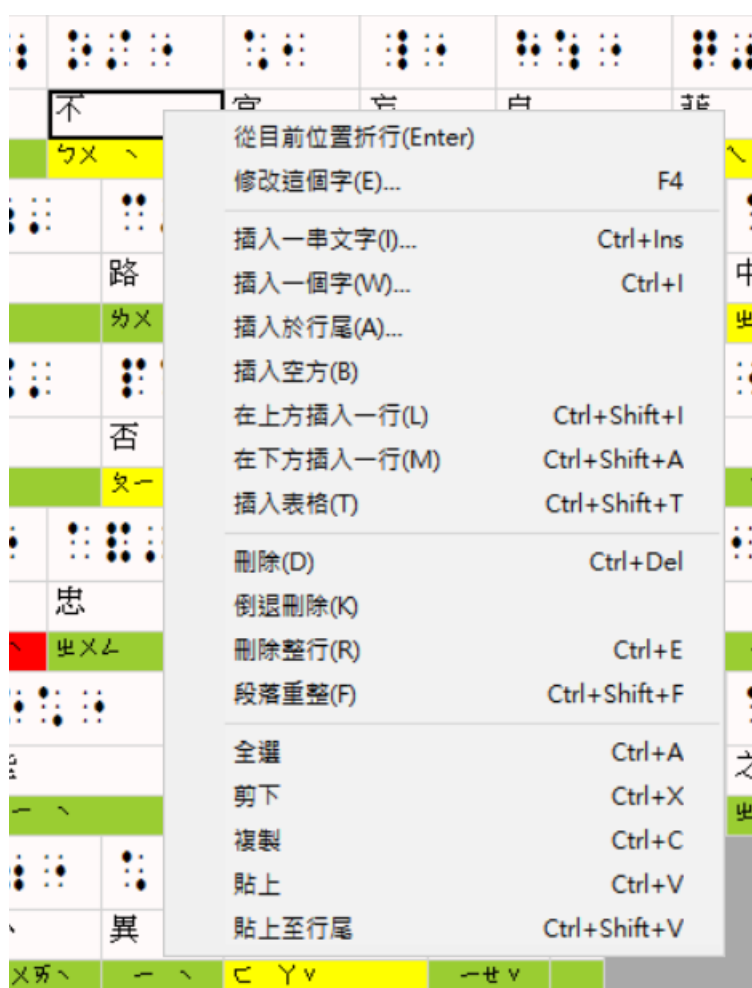 不
ㄅㄨ ˋ
從目前位置折行(Enter)
修改這個字(E)... F4
插入一串文字(I)... Ctrl+Ins
插入一個字(W)... Ctrl+I
插入於行尾(A)...
插入空方(B)
在上方插入一行(L) Ctrl+Shift+I
在下方插入一行(M) Ctrl+Shift+A
插入表格(T) Ctrl+Shift+T
刪除(D) Ctrl+Del
倒退刪除(K)
刪除整行(R) Ctrl+E
段落重整(F) Ctrl+Shift+F
全選 Ctrl+A
剪下 Ctrl+X
複製 Ctrl+C
貼上 Ctrl+V
貼上至行尾 Ctrl+Shift+V
路
ㄌㄨ
否
ㄆㄧ
忠
ㄓㄨㄥ
ㄧ ˋ
異
ㄨㄞˋ ㄧ ˋ ㄈ ㄚˇ ㄧㄝˇ